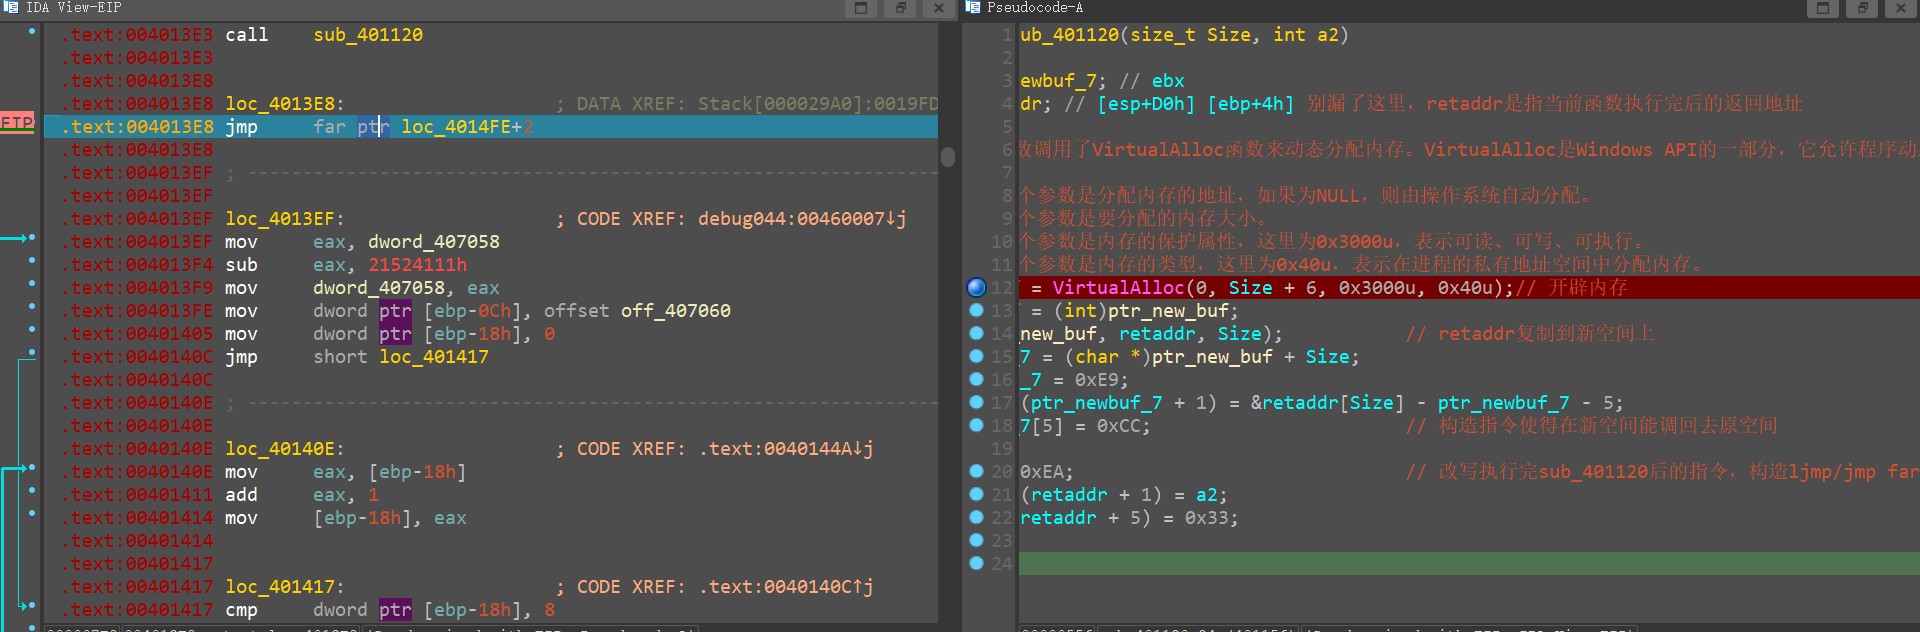 IDA View-EIP
.text:004013E3 call sub_401120
.text:004013E3
.text:004013E8
.text:004013E8 loc_4013E8: ; DATA XREF: Stack[000029A0]:0019FD
EIP .text:004013E8 jmp far ptr loc_4014FE+2
.text:004013E8
.text:004013EF ; ------------------------------------------------------------
.text:004013EF
.text:004013EF loc_4013EF: ; CODE XREF: debug044:00460007↓j
.text:004013EF mov eax, dword_407058
.text:004013F4 sub eax, 21524111h
.text:004013F9 mov dword_407058, eax
.text:004013FE mov dword ptr [ebp-0Ch], offset off_407060
.text:00401405 mov dword ptr [ebp-18h], 0
.text:0040140C jmp short loc_401417
.text:0040140C
.text:0040140E ; ------------------------------------------------------------
.text:0040140E
.text:0040140E loc_40140E: ; CODE XREF: .text:0040144A↓j
.text:0040140E mov eax, [ebp-18h]
.text:00401411 add eax, 1
.text:00401414 mov [ebp-18h], eax
.text:00401414
.text:00401417
.text:00401417 loc_401417: ; CODE XREF: .text:0040140C↑j
.text:00401417 cmp dword ptr [ebp-18h], 8
Pseudocode-A
1 ub_401120(size_t Size, int a2)
2
3 ewbuf_7; // ebx
4 dr; // [esp+D0h] [ebp+4h] 别漏了这里，retaddr是指当前函数执行完后的返回地址
5
6 数调用了VirtualAlloc函数来动态分配内存。VirtualAlloc是Windows API的一部分，它允许程序动
7
8 个参数是分配内存的地址，如果为NULL，则由操作系统自动分配。
9 个参数是要分配的内存大小。
10 个参数是内存的保护属性，这里为0x3000u，表示可读、可写、可执行。
11 个参数是内存的类型，这里为0x40u，表示在进程的私有地址空间中分配内存。
12 = VirtualAlloc(0, Size + 6, 0x3000u, 0x40u);// 开辟内存
13 = (int)ptr_new_buf;
14 new_buf, retaddr, Size); // retaddr复制到新空间上
15 7 = (char *)ptr_new_buf + Size;
16 _7 = 0xE9;
17 (ptr_newbuf_7 + 1) = &retaddr[Size] - ptr_newbuf_7 - 5;
18 7[5] = 0xCC; // 构造指令使得在新空间能调回去原空间
19
20 0xEA; // 改写执行完sub_401120后的指令，构造ljmp/jmp far
21 (retaddr + 1) = a2;
22 retaddr + 5) = 0x33;
23
24